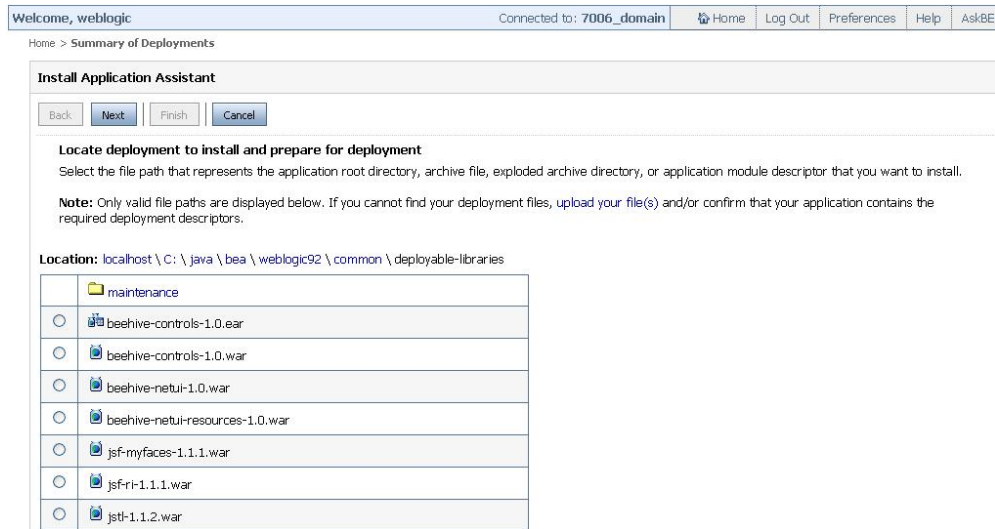 Welcome, weblogic
Connected to: 7006_domain
Home
Log Out
Preferences
Help
AskBE
Home > Summary of Deployments
Install Application Assistant
Back
Next
Finish
Cancel
Locate deployment to install and prepare for deployment
Select the file path that represents the application root directory, archive file, exploded archive directory, or application module descriptor that you want to install.
Note: Only valid file paths are displayed below. If you cannot find your deployment files, upload your file(s) and/or confirm that your application contains the
required deployment descriptors.
Location: localhost \ C: \ java \ bea \ weblogic92 \ common \ deployable-libraries
maintenance
beehive-controls-1.0.ear
beehive-controls-1.0.war
beehive-netui-1.0.war
beehive-netui-resources-1.0.war
jsf-myfaces-1.1.1.war
jsf-ri-1.1.1.war
jstl-1.1.2.war